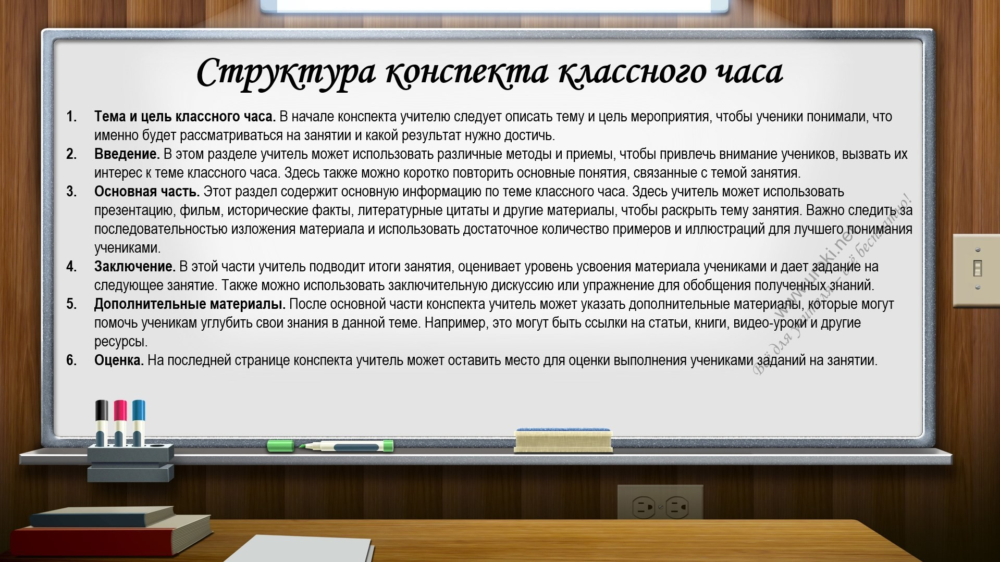 Структура конспекта классного часа
1. Тема и цель классного часа. В начале конспекта учителю следует описать тему и цель мероприятия, чтобы ученики понимали, что
именно будет рассматриваться на занятии и какой результат нужно достичь.
2. Введение. В этом разделе учитель может использовать различные методы и приемы, чтобы привлечь внимание учеников, вызвать их
интерес к теме классного часа. Здесь также можно коротко повторить основные понятия, связанные с темой занятия.
3. Основная часть. Этот раздел содержит основную информацию по теме классного часа. Здесь учитель может использовать
презентацию, фильм, исторические факты, литературные цитаты и другие материалы, чтобы раскрыть тему занятия. Важно следить за
последовательностью изложения материала и использовать достаточное количество примеров и иллюстраций для лучшего понимания
учениками.
4. Заключение. В этой части учитель подводит итоги занятия, оценивает уровень усвоения материала учениками и дает задание на
следующее занятие. Также можно использовать заключительную дискуссию или упражнение для обобщения полученных знаний.
5. Дополнительные материалы. После основной части конспекта учитель может указать дополнительные материалы, которые могут
помочь ученикам углубить свои знания в данной теме. Например, это могут быть ссылки на статьи, книги, видео-уроки и другие
ресурсы.
6. Оценка. На последней странице конспекта учитель может оставить место для оценки выполнения учениками заданий на занятии.
www.uroki.net
Всё для учителя – всё бесплатно!